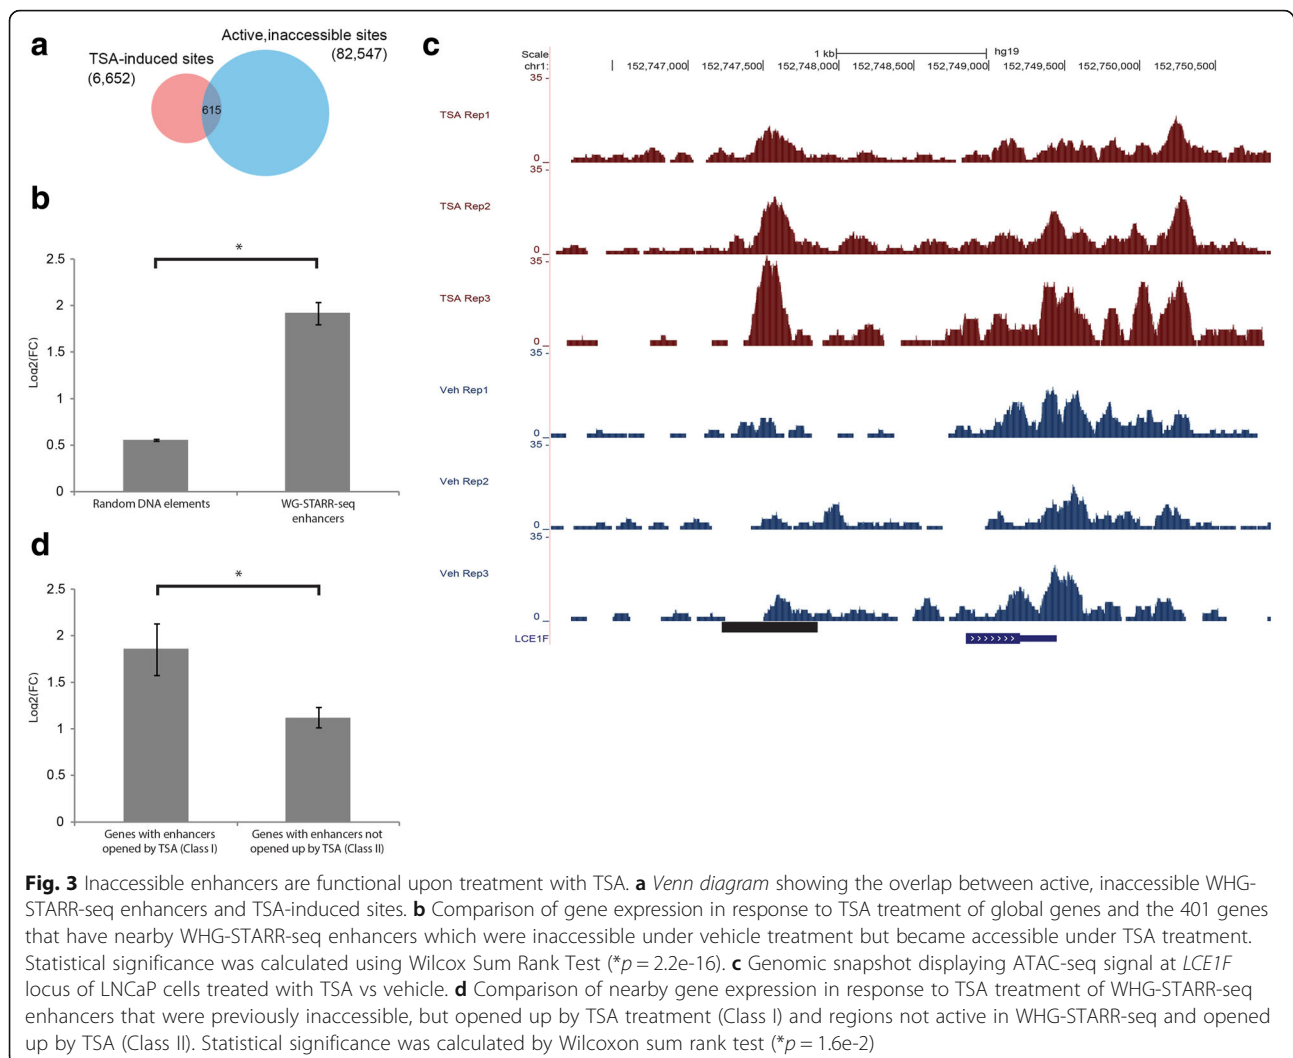 a
TSA-induced sites
(6,652)
Active,inaccessible sites
(82,547)
615
b
*
2.5
2
1.5
1
0.5
0
Log2(FC)
Random DNA elements
WG-STARR-seq
enhancers
d
*
2.5
2
1.5
1
0.5
0
Log2(FC)
Genes with enhancers
opened by TSA (Class I)
Genes with enhancers not
opened up by TSA (Class II)
c
Scale
1 kb
hg19
chr1:
152,747,000
152,747,500
152,748,000
152,748,500
152,749,000
152,749,500
152,750,000
152,750,500
35
TSA Rep1
0
35
TSA Rep2
0
35
TSA Rep3
0
35
Veh Rep1
0
35
Veh Rep2
0
35
Veh Rep3
0
LCE1F
Fig. 3 Inaccessible enhancers are functional upon treatment with TSA. a Venn diagram showing the overlap between active, inaccessible WHG-
STARR-seq enhancers and TSA-induced sites. b Comparison of gene expression in response to TSA treatment of global genes and the 401 genes
that have nearby WHG-STARR-seq enhancers which were inaccessible under vehicle treatment but became accessible under TSA treatment.
Statistical significance was calculated using Wilcox Sum Rank Test (*p = 2.2e-16). c Genomic snapshot displaying ATAC-seq signal at LCE1F
locus of LNCaP cells treated with TSA vs vehicle. d Comparison of nearby gene expression in response to TSA treatment of WHG-STARR-seq
enhancers that were previously inaccessible, but opened up by TSA treatment (Class I) and regions not active in WHG-STARR-seq and opened
up by TSA (Class II). Statistical significance was calculated by Wilcoxon sum rank test (*p = 1.6e-2)